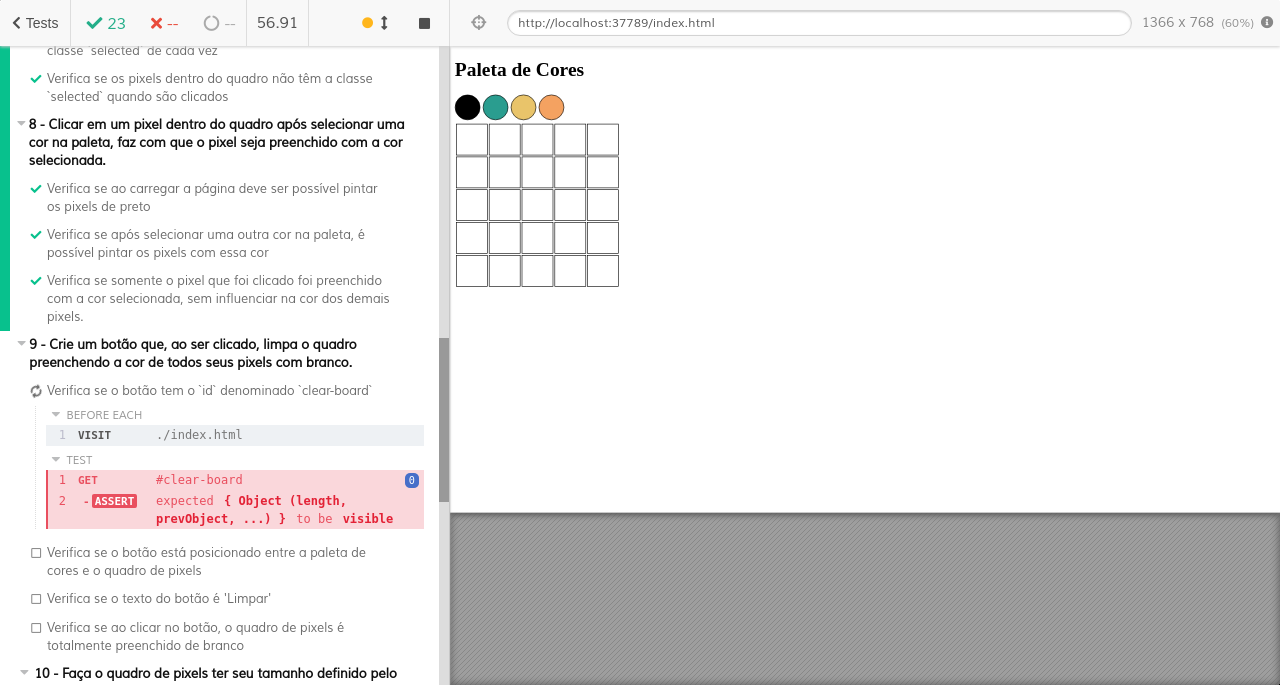 Tests
23
--
--
56.91
http://localhost:37789/index.html
1366 x 768 (60%)
classe `selected` de cada vez
Verifica se os pixels dentro do quadro não têm a classe
`selected` quando são clicados
8 - Clicar em um pixel dentro do quadro após selecionar uma
cor na paleta, faz com que o pixel seja preenchido com a cor
selecionada.
Verifica se ao carregar a página deve ser possível pintar
os pixels de preto
Verifica se após selecionar uma outra cor na paleta, é
possível pintar os pixels com essa cor
Verifica se somente o pixel que foi clicado foi preenchido
com a cor selecionada, sem influenciar na cor dos demais
pixels.
9 - Crie um botão que, ao ser clicado, limpa o quadro
preenchendo a cor de todos seus pixels com branco.
Verifica se o botão tem o `id` denominado `clear-board`
BEFORE EACH
1 VISIT ./index.html
TEST
1 GET #clear-board 0
2 - ASSERT expected { Object (length,
prevObject, ...) } to be visible
Verifica se o botão está posicionado entre a paleta de
cores e o quadro de pixels
Verifica se o texto do botão é 'Limpar'
Verifica se ao clicar no botão, o quadro de pixels é
totalmente preenchido de branco
10 - Faça o quadro de pixels ter seu tamanho definido pelo
Paleta de Cores